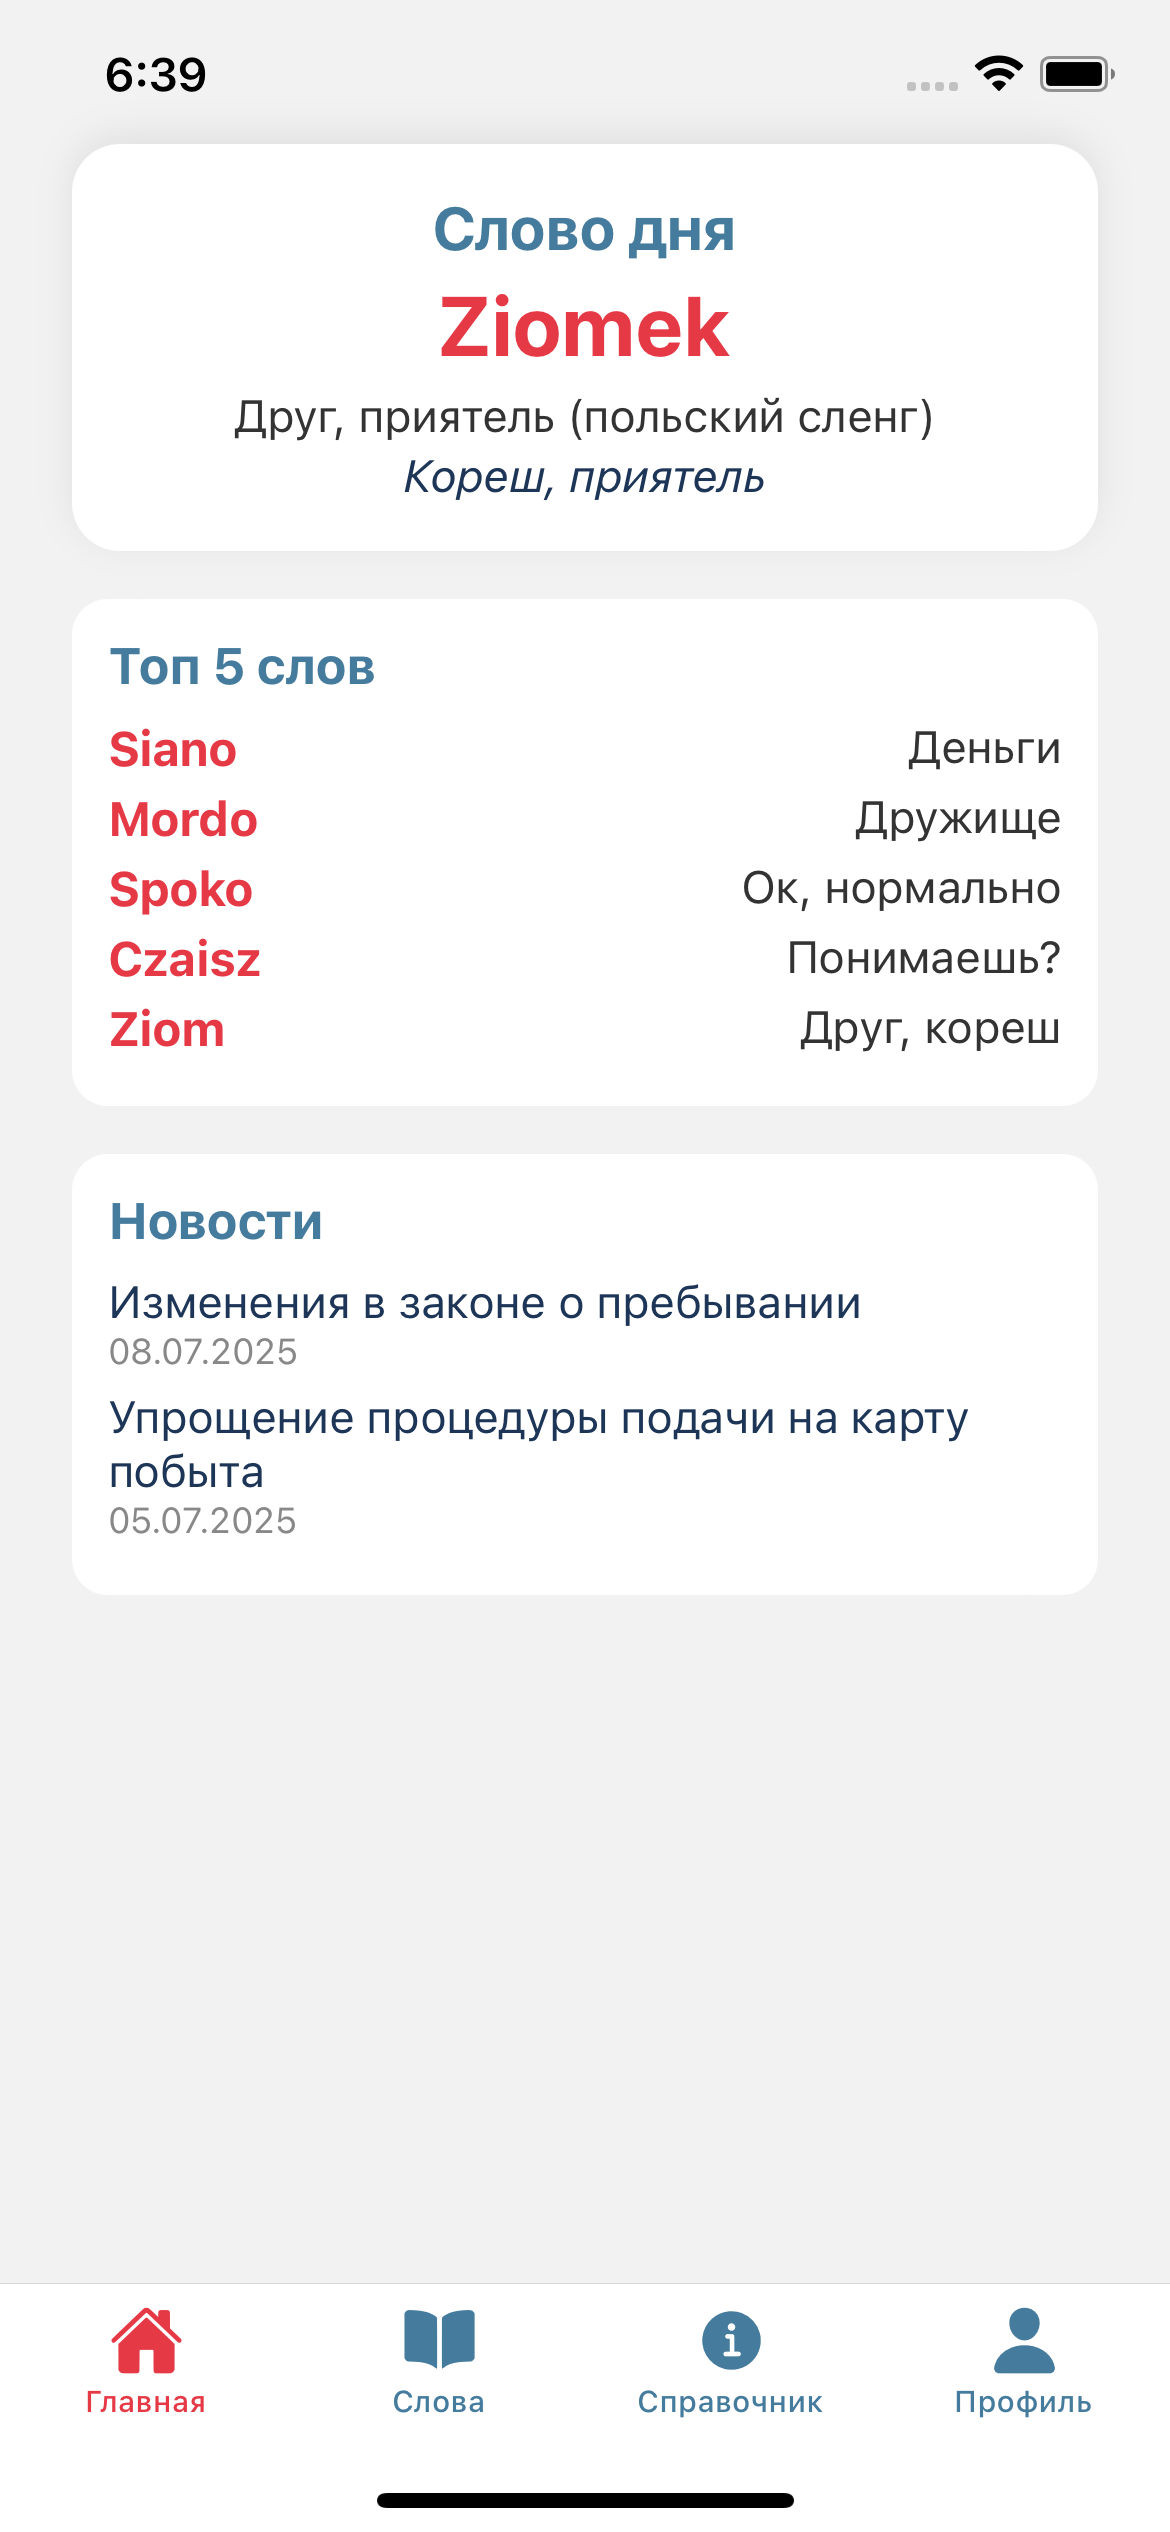 6:39
Слово дня
Ziomek
Друг, приятель (польский сленг)
Кореш, приятель
Топ 5 слов
Siano Деньги
Mordo Дружище
Spoko Ок, нормально
Czaisz Понимаешь?
Ziom Друг, кореш
Новости
Изменения в законе о пребывании
08.07.2025
Упрощение процедуры подачи на карту
побыта
05.07.2025
Главная Слова Справочник Профиль